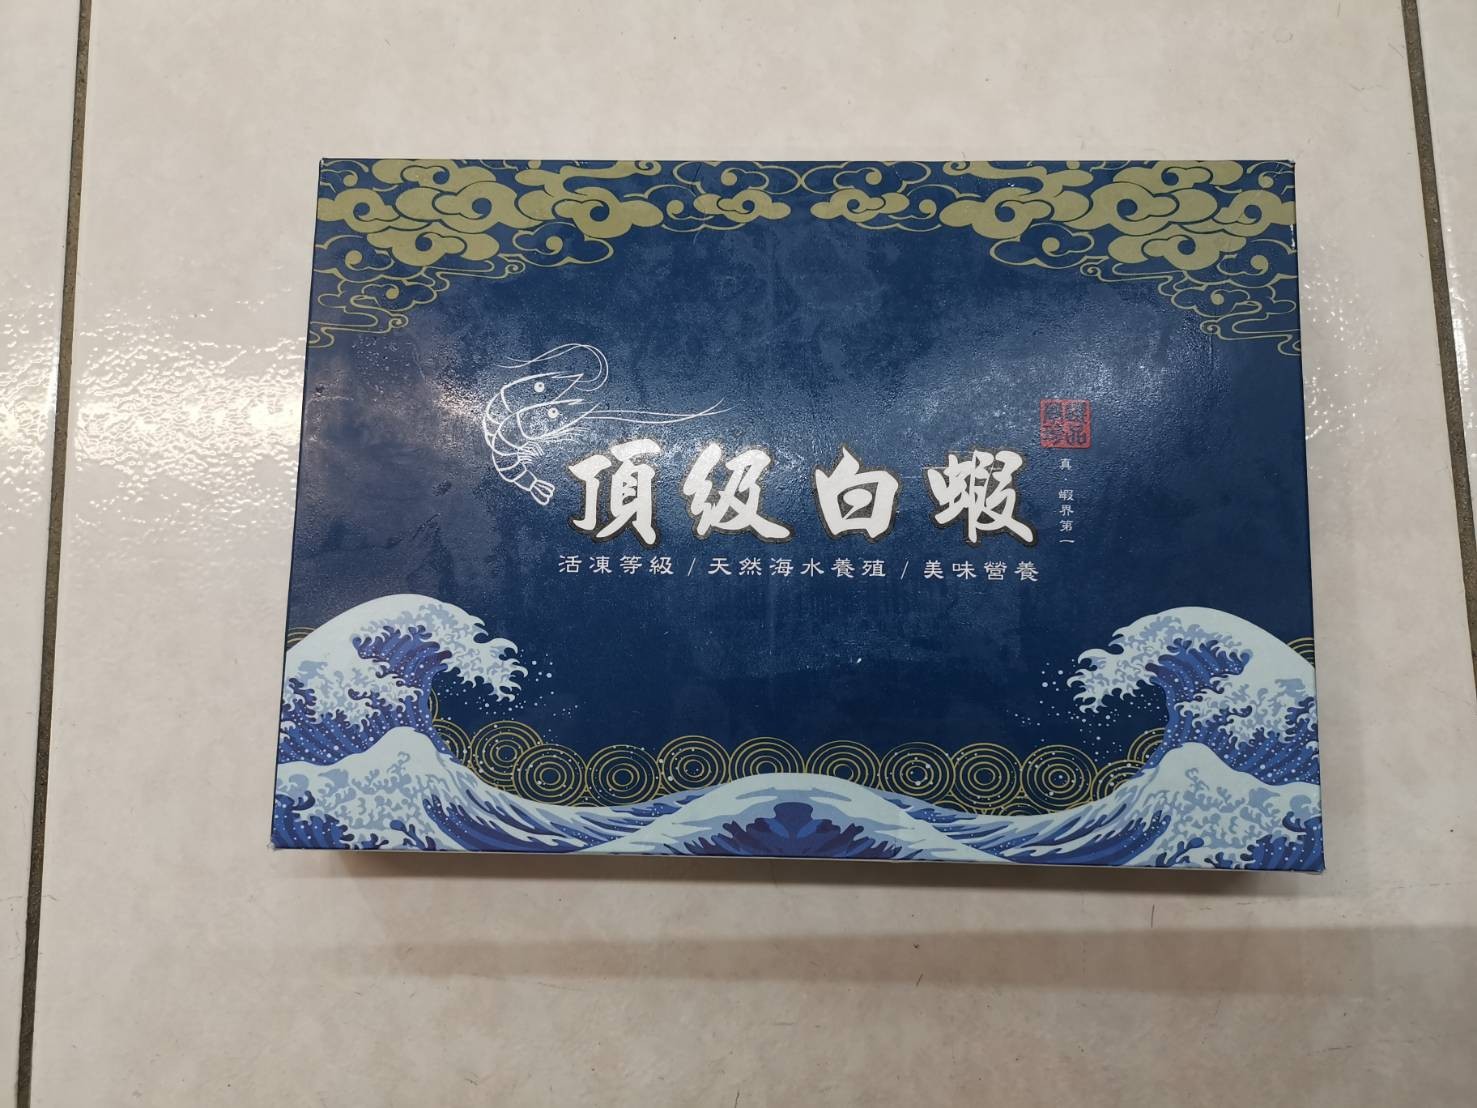 頂級白蝦
真 蝦界第一
活凍等級 / 天然海水養殖 / 美味營養